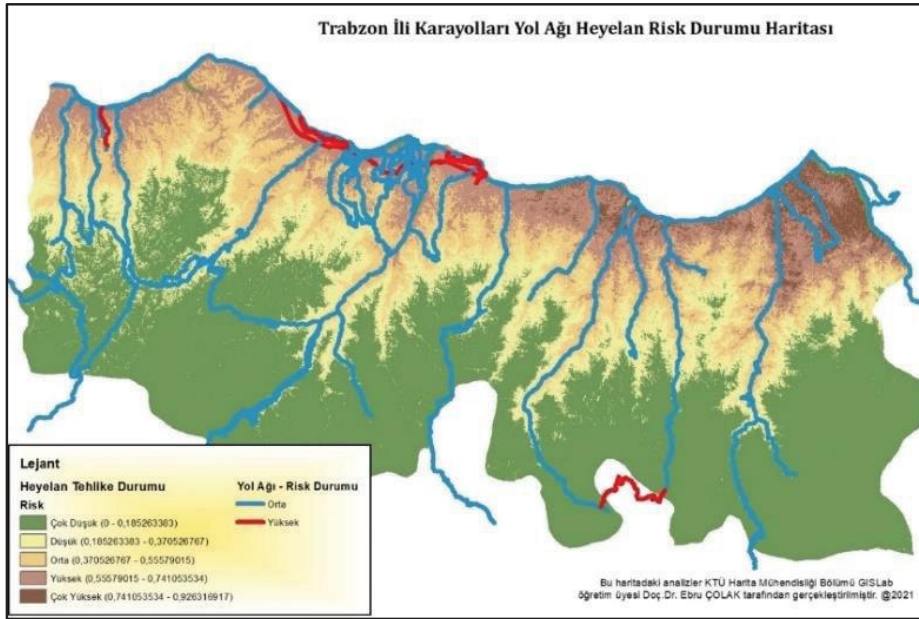 Trabzon İli Karayolları Yol Ağı Heyelan Risk Durumu Haritası
Lejant
Heyelan Tehlike Durumu
Risk
Çok Düşük (0 - 0,185263383)
Düşük (0,185263383 - 0,370526767)
Orta (0,370526767 - 0,55579015)
Yüksek (0,55579015 - 0,741053534)
Çok Yüksek (0,741053534 - 0,926316917)
Yol Ağı - Risk Durumu
Orta
Yüksek
Bu haritadaki analizler KTÜ Harita Mühendisliği Bölümü GISLab
öğretim üyesi Doç.Dr. Ebru ÇOLAK tarafından gerçekleştirilmiştir. @2021